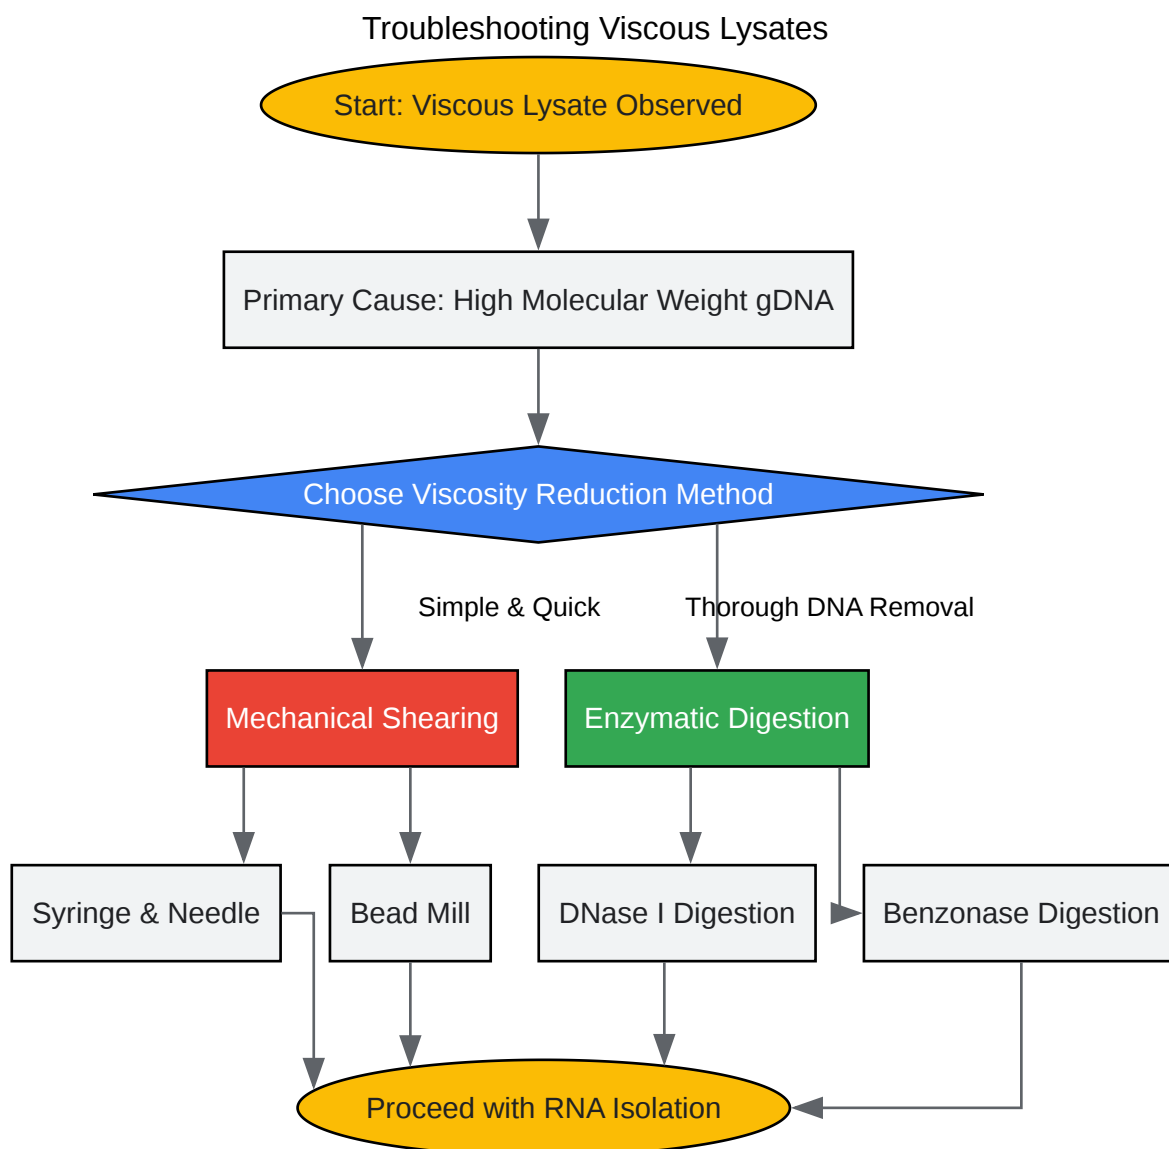 Troubleshooting Viscous Lysates
Start: Viscous Lysate Observed
Primary Cause: High Molecular Weight gDNA
Choose Viscosity Reduction Method
Simple & Quick
Thorough DNA Removal
Mechanical Shearing
Enzymatic Digestion
Syringe & Needle
Bead Mill
DNase I Digestion
Benzonase Digestion
Proceed with RNA Isolation